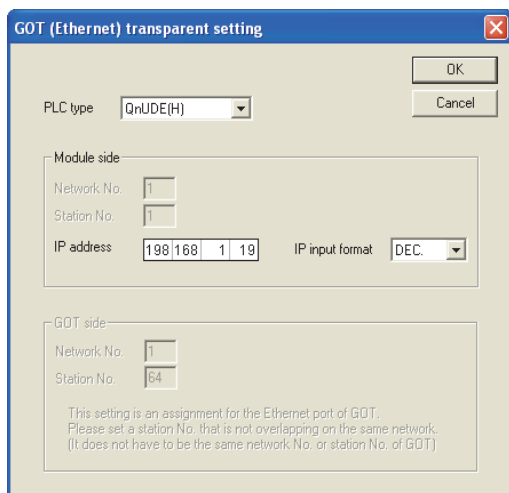 GOT (Ethernet) transparent setting
OK
PLC type QnUDE(H) Cancel
Module side
Network No. 1
Station No. 1
IP address 198 168 1 19 IP input format DEC.
GOT side
Network No. 1
Station No. 64
This setting is an assignment for the Ethernet port of GOT.
Please set a station No. that is not overlapping on the same network.
(It does not have to be the same network No. or station No. of GOT)